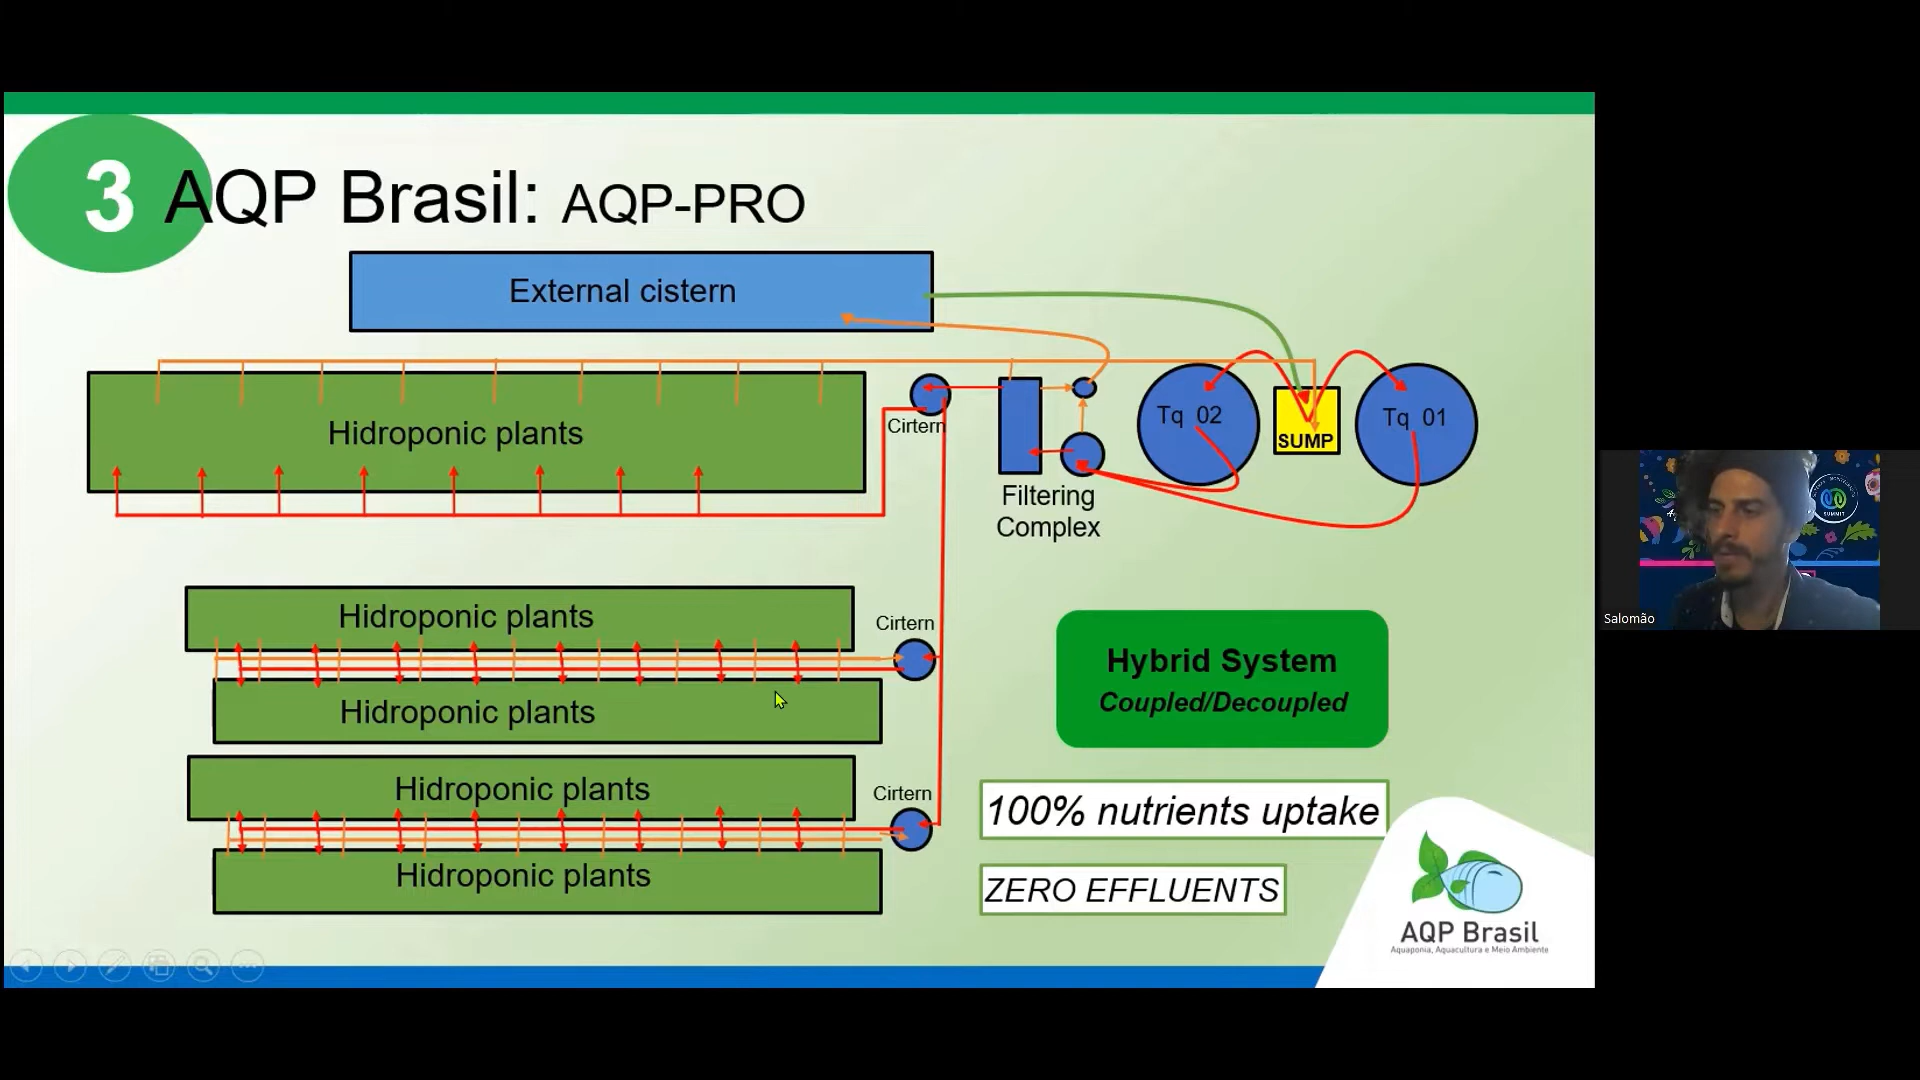 3 AQP Brasil: AQP-PRO
External cistern
Hidroponic plants
Cirtern
Tq 02
SUMP
Tq 01
Filtering
Complex
SUMMIT
Salomão
Hidroponic plants
Cirtern
Hidroponic plants
Hybrid System
Coupled/Decoupled
Hidroponic plants
Cirtern
Hidroponic plants
100% nutrients uptake
ZERO EFFLUENTS
AQP Brasil
Aquaponia, Aquacultura e Meio Ambiente